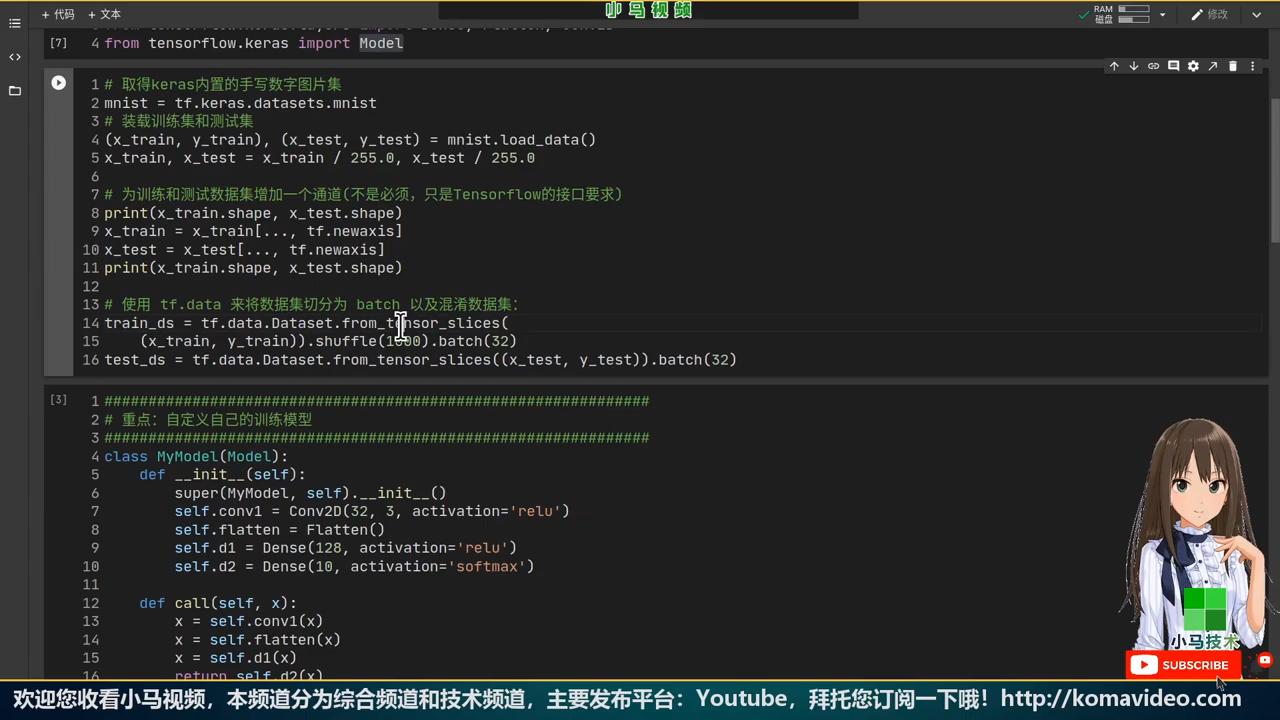 小马视频
+ 代码 + 文本
RAM
磁盘
修改
[7]
4 from tensorflow.keras import Model
1 # 取得keras内置的手写数字图片集
2 mnist = tf.keras.datasets.mnist
3 # 装载训练集和测试集
4 (x_train, y_train), (x_test, y_test) = mnist.load_data()
5 x_train, x_test = x_train / 255.0, x_test / 255.0
6
7 # 为训练和测试数据集增加一个通道(不是必须，只是Tensorflow的接口要求)
8 print(x_train.shape, x_test.shape)
9 x_train = x_train[..., tf.newaxis]
10 x_test = x_test[..., tf.newaxis]
11 print(x_train.shape, x_test.shape)
12
13 # 使用 tf.data 来将数据集切分为 batch 以及混淆数据集：
14 train_ds = tf.data.Dataset.from_tensor_slices(
15 (x_train, y_train)).shuffle(1000).batch(32)
16 test_ds = tf.data.Dataset.from_tensor_slices((x_test, y_test)).batch(32)
[3]
1 ##############################################################
2 # 重点：自定义自己的训练模型
3 ##############################################################
4 class MyModel(Model):
5 def __init__(self):
6 super(MyModel, self).__init__()
7 self.conv1 = Conv2D(32, 3, activation='relu')
8 self.flatten = Flatten()
9 self.d1 = Dense(128, activation='relu')
10 self.d2 = Dense(10, activation='softmax')
11
12 def call(self, x):
13 x = self.conv1(x)
14 x = self.flatten(x)
15 x = self.d1(x)
16 return self.d2(x)
小马技术
SUBSCRIBE
欢迎您收看小马视频，本频道分为综合频道和技术频道，主要发布平台：Youtube，拜托您订阅一下哦！http://komavideo.com